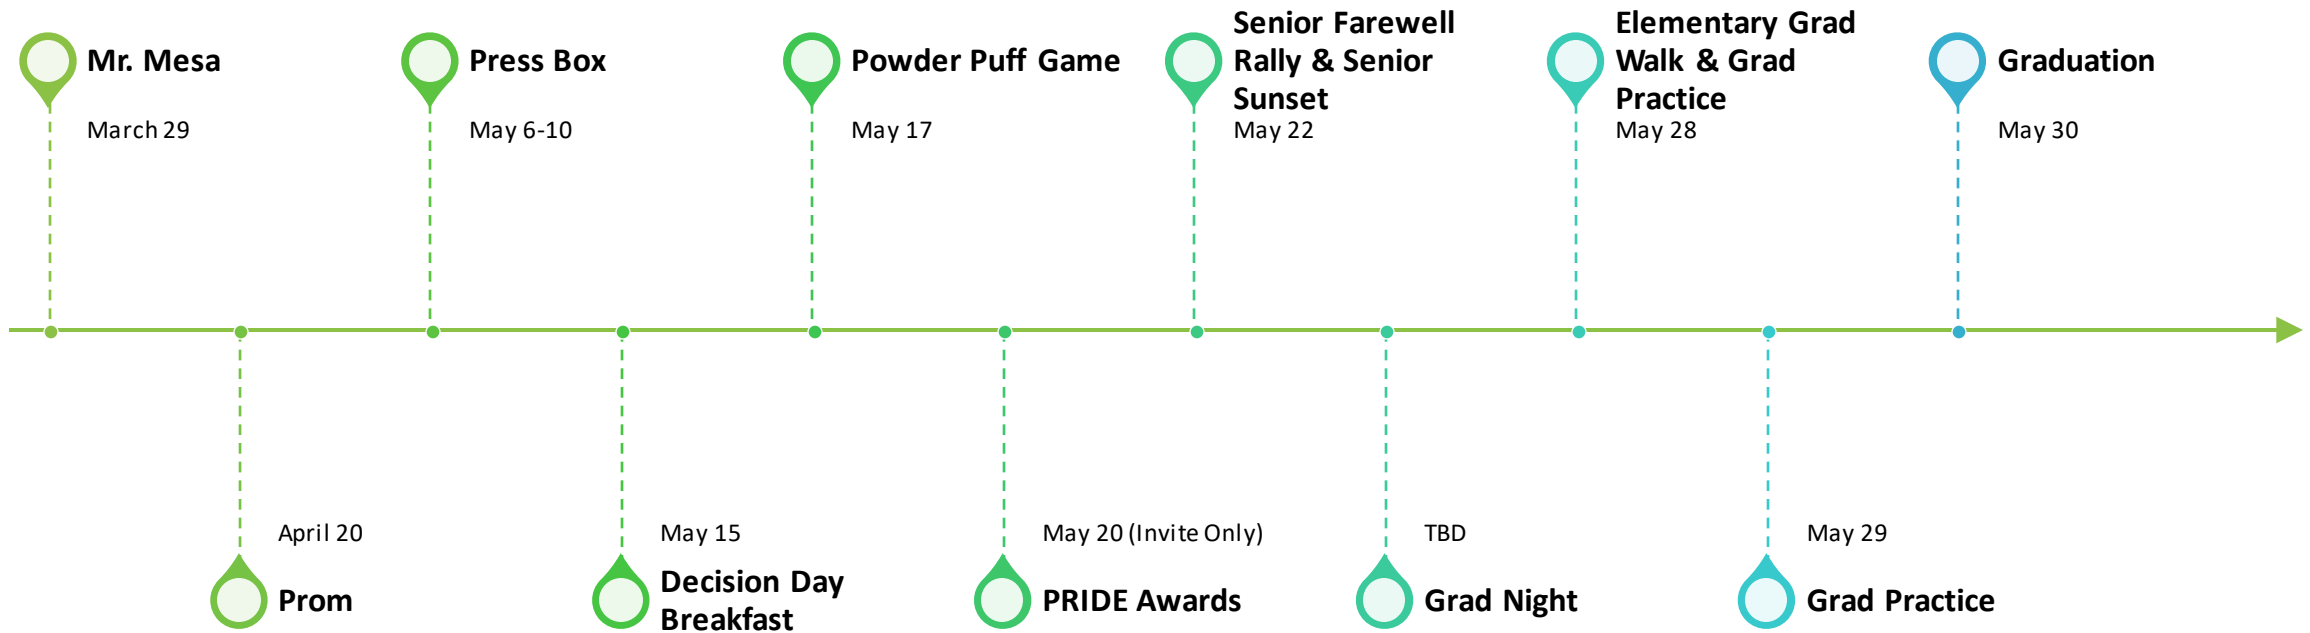 Mr. Mesa
March 29
Press Box
May 6-10
Powder Puff Game
May 17
Senior Farewell
Rally & Senior
Sunset
May 22
Elementary Grad
Walk & Grad
Practice
May 28
Graduation
May 30
April 20
Prom
May 15
Decision Day
Breakfast
May 20 (Invite Only)
PRIDE Awards
TBD
Grad Night
May 29
Grad Practice